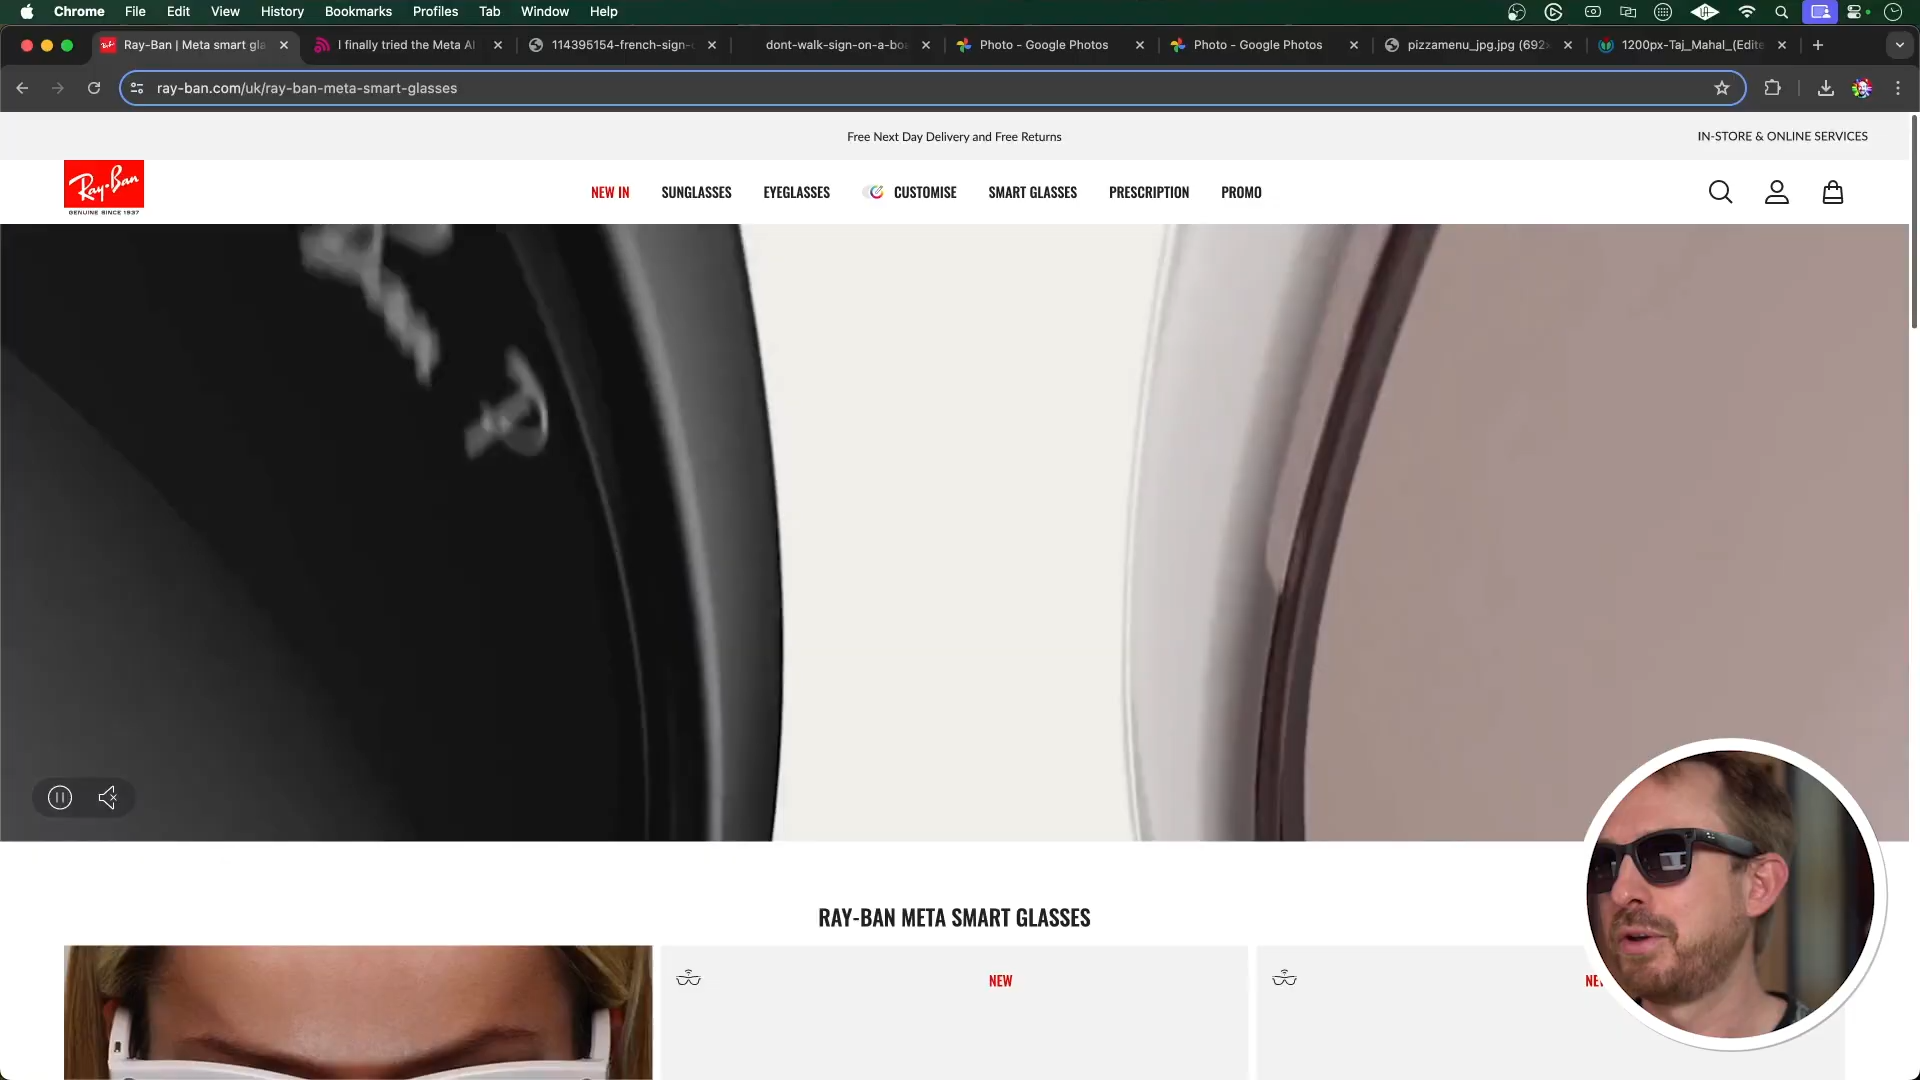 Chrome File Edit View History Bookmarks Profiles Tab Window Help
Ray-Ban | Meta smart gla
I finally tried the Meta AI
114395154-french-sign-
dont-walk-sign-on-a-boa
Photo - Google Photos
Photo - Google Photos
pizzamenu_jpg.jpg (692×
1200px-Taj_Mahal_(Edite
ray-ban.com/uk/ray-ban-meta-smart-glasses
Free Next Day Delivery and Free Returns
IN-STORE & ONLINE SERVICES
Ray-Ban
GENUINE SINCE 1937
NEW IN SUNGLASSES EYEGLASSES CUSTOMISE SMART GLASSES PRESCRIPTION PROMO
RAY-BAN META SMART GLASSES
NEW
NE